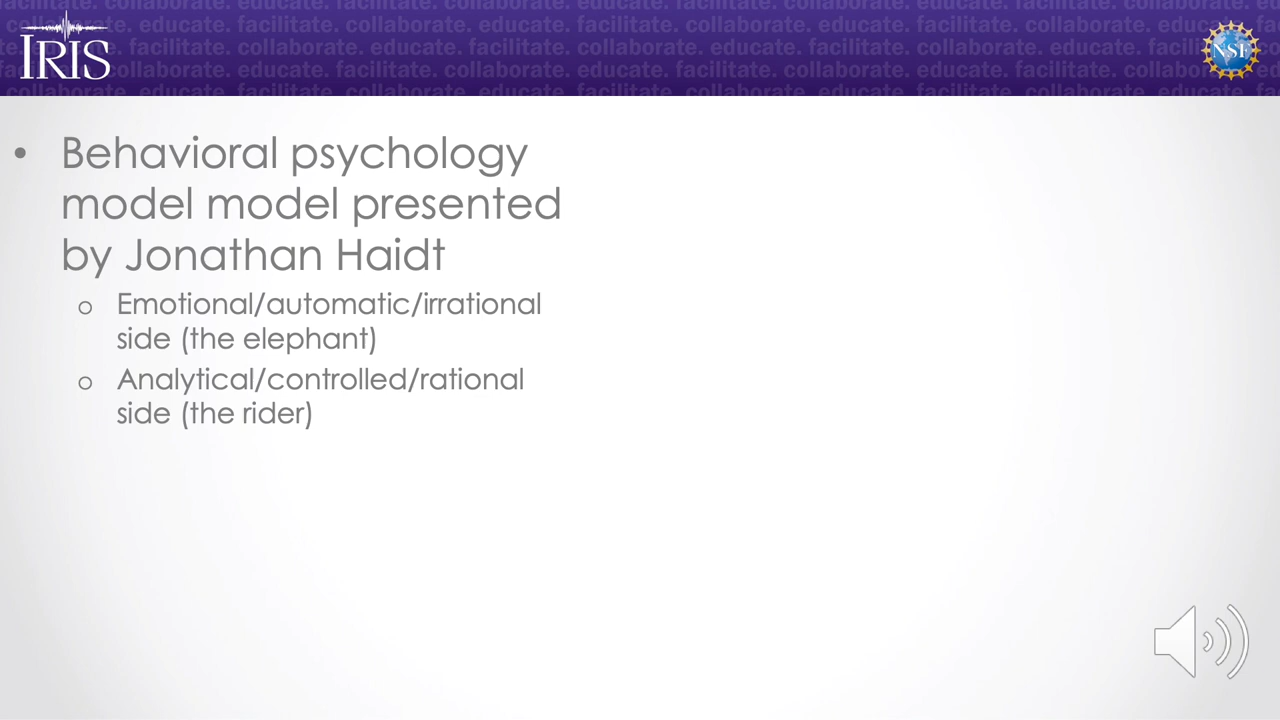 IRIS
NSF
• Behavioral psychology
model model presented
by Jonathan Haidt
o Emotional/automatic/irrational
side (the elephant)
o Analytical/controlled/rational
side (the rider)